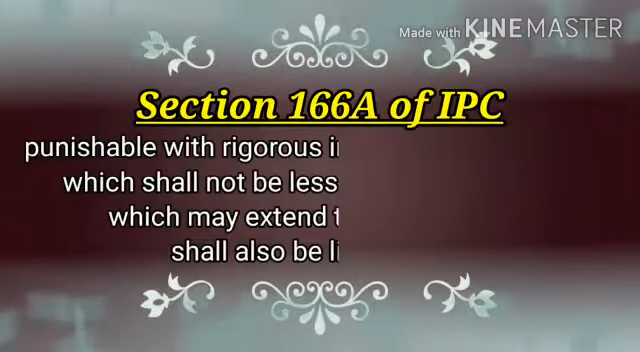 Made with KINEMASTER
Section 166A of IPC
punishable with rigorous
which shall not be less
which may extend
shall also be